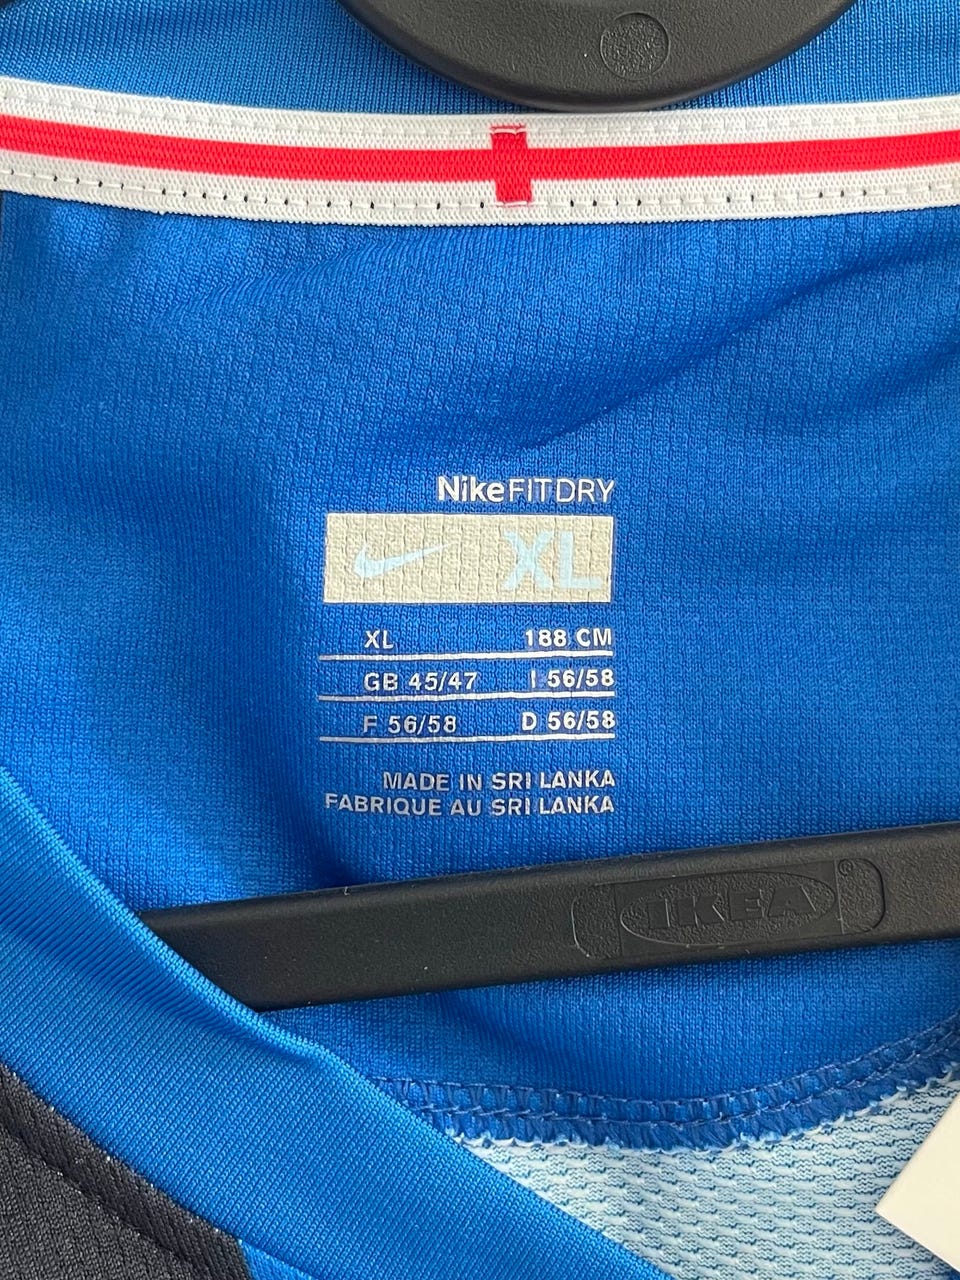 NikeFITDRY
XL
XL 188 CM
GB 45/47 I 56/58
F 56/58 D 56/58
MADE IN SRI LANKA
FABRIQUE AU SRI LANKA
IKEA®